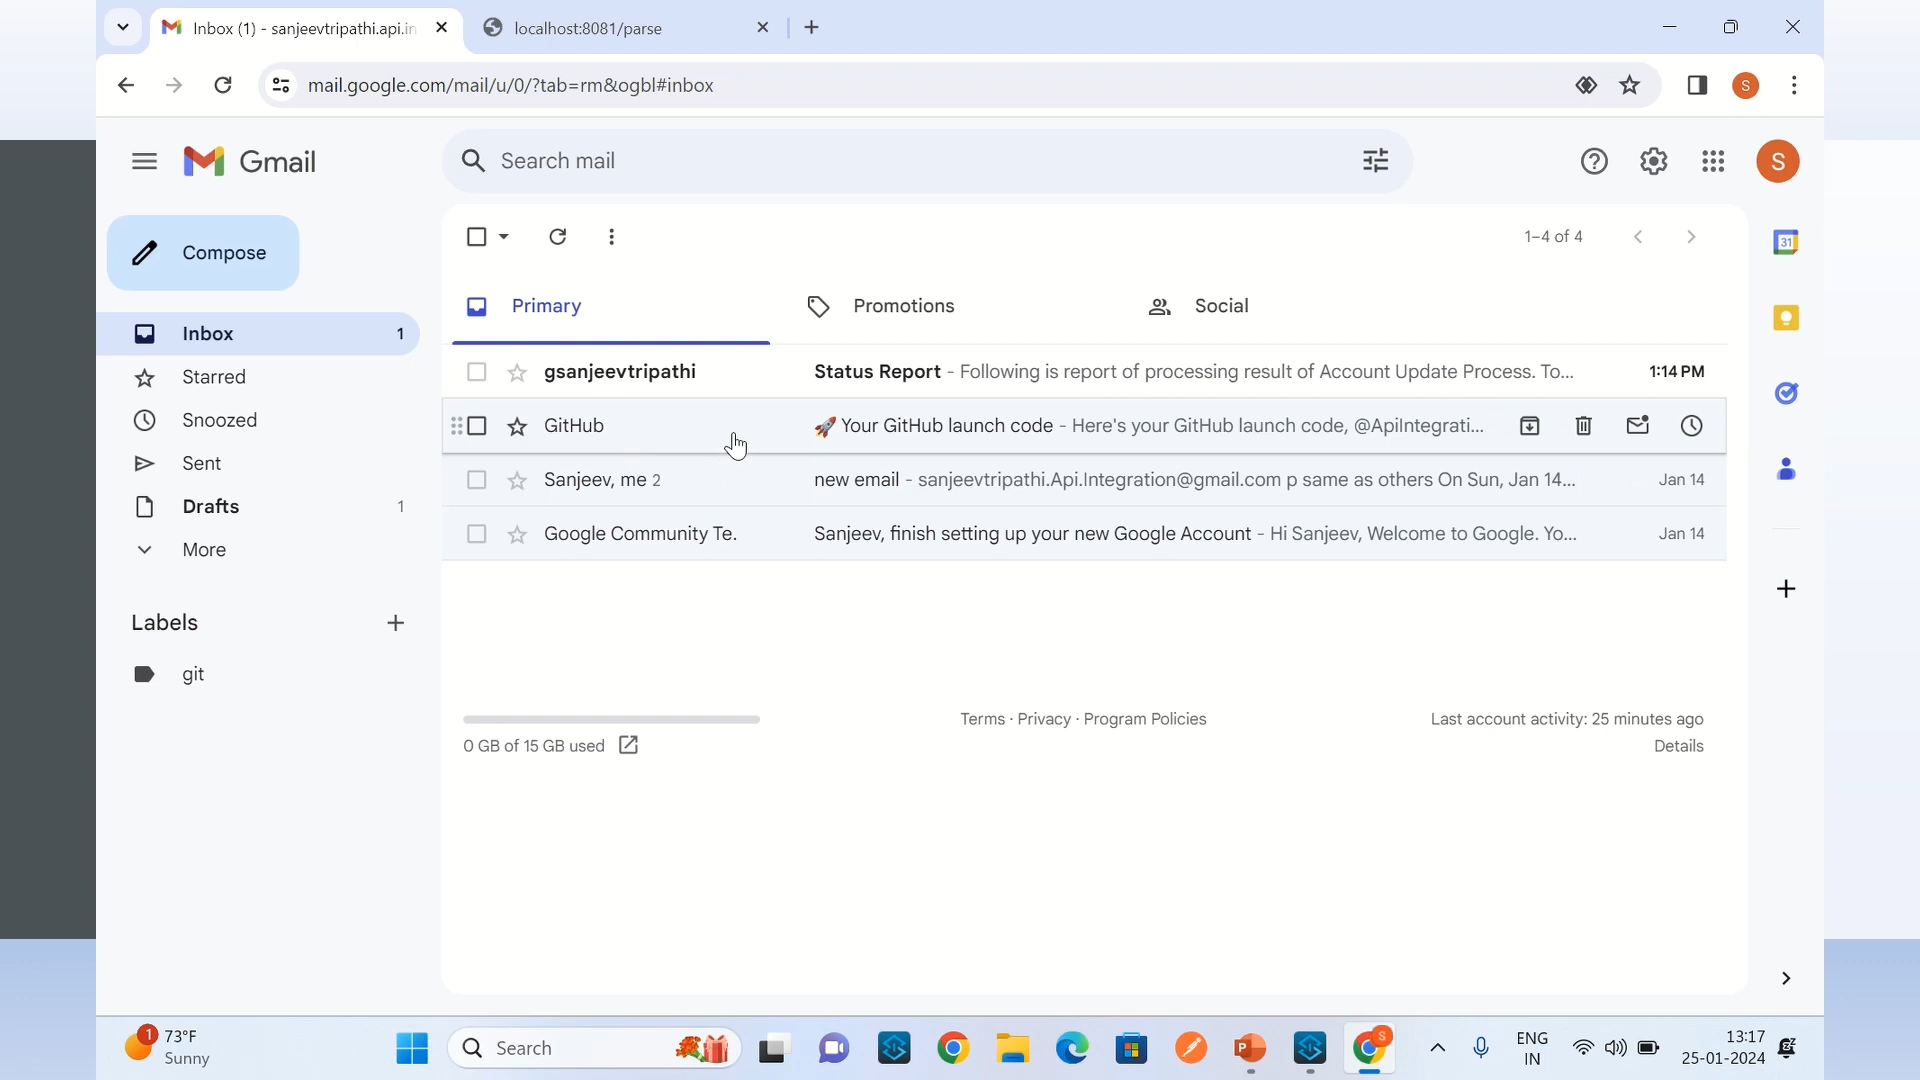 Inbox (1) - sanjeevtripathi.api.in
localhost:8081/parse
mail.google.com/mail/u/0/?tab=rm&ogbl#inbox
S
Gmail
Search mail
S
Compose
1–4 of 4
31
Primary
Promotions
Social
Inbox 1
Starred
Snoozed
Sent
Drafts 1
More
Labels
git
gsanjeevtripathi Status Report - Following is report of processing result of Account Update Process. To... 1:14 PM
GitHub 🚀 Your GitHub launch code - Here's your GitHub launch code, @ApiIntegrati...
Sanjeev, me 2 new email - sanjeevtripathi.Api.Integration@gmail.com p same as others On Sun, Jan 14... Jan 14
Google Community Te. Sanjeev, finish setting up your new Google Account - Hi Sanjeev, Welcome to Google. Yo... Jan 14
0 GB of 15 GB used
Terms · Privacy · Program Policies
Last account activity: 25 minutes ago
Details
1
73°F
Sunny
Search
P
S
ENG
IN
13:17
25-01-2024